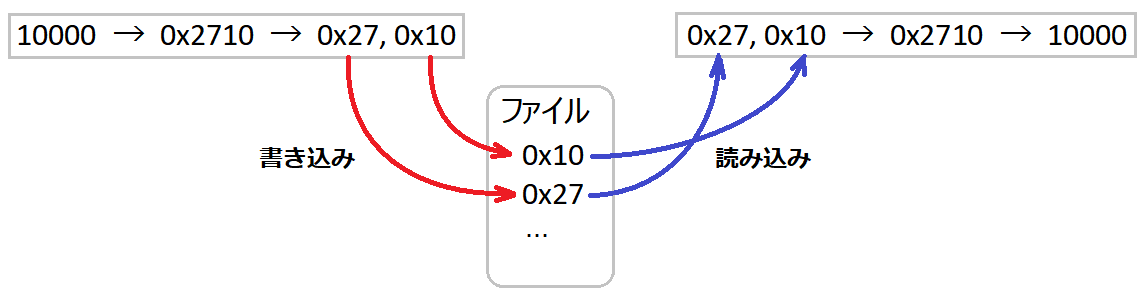 10000 → 0x2710 → 0x27, 0x10
0x27, 0x10 → 0x2710 → 10000
ファイル
書き込み
0x10
読み込み
0x27
...